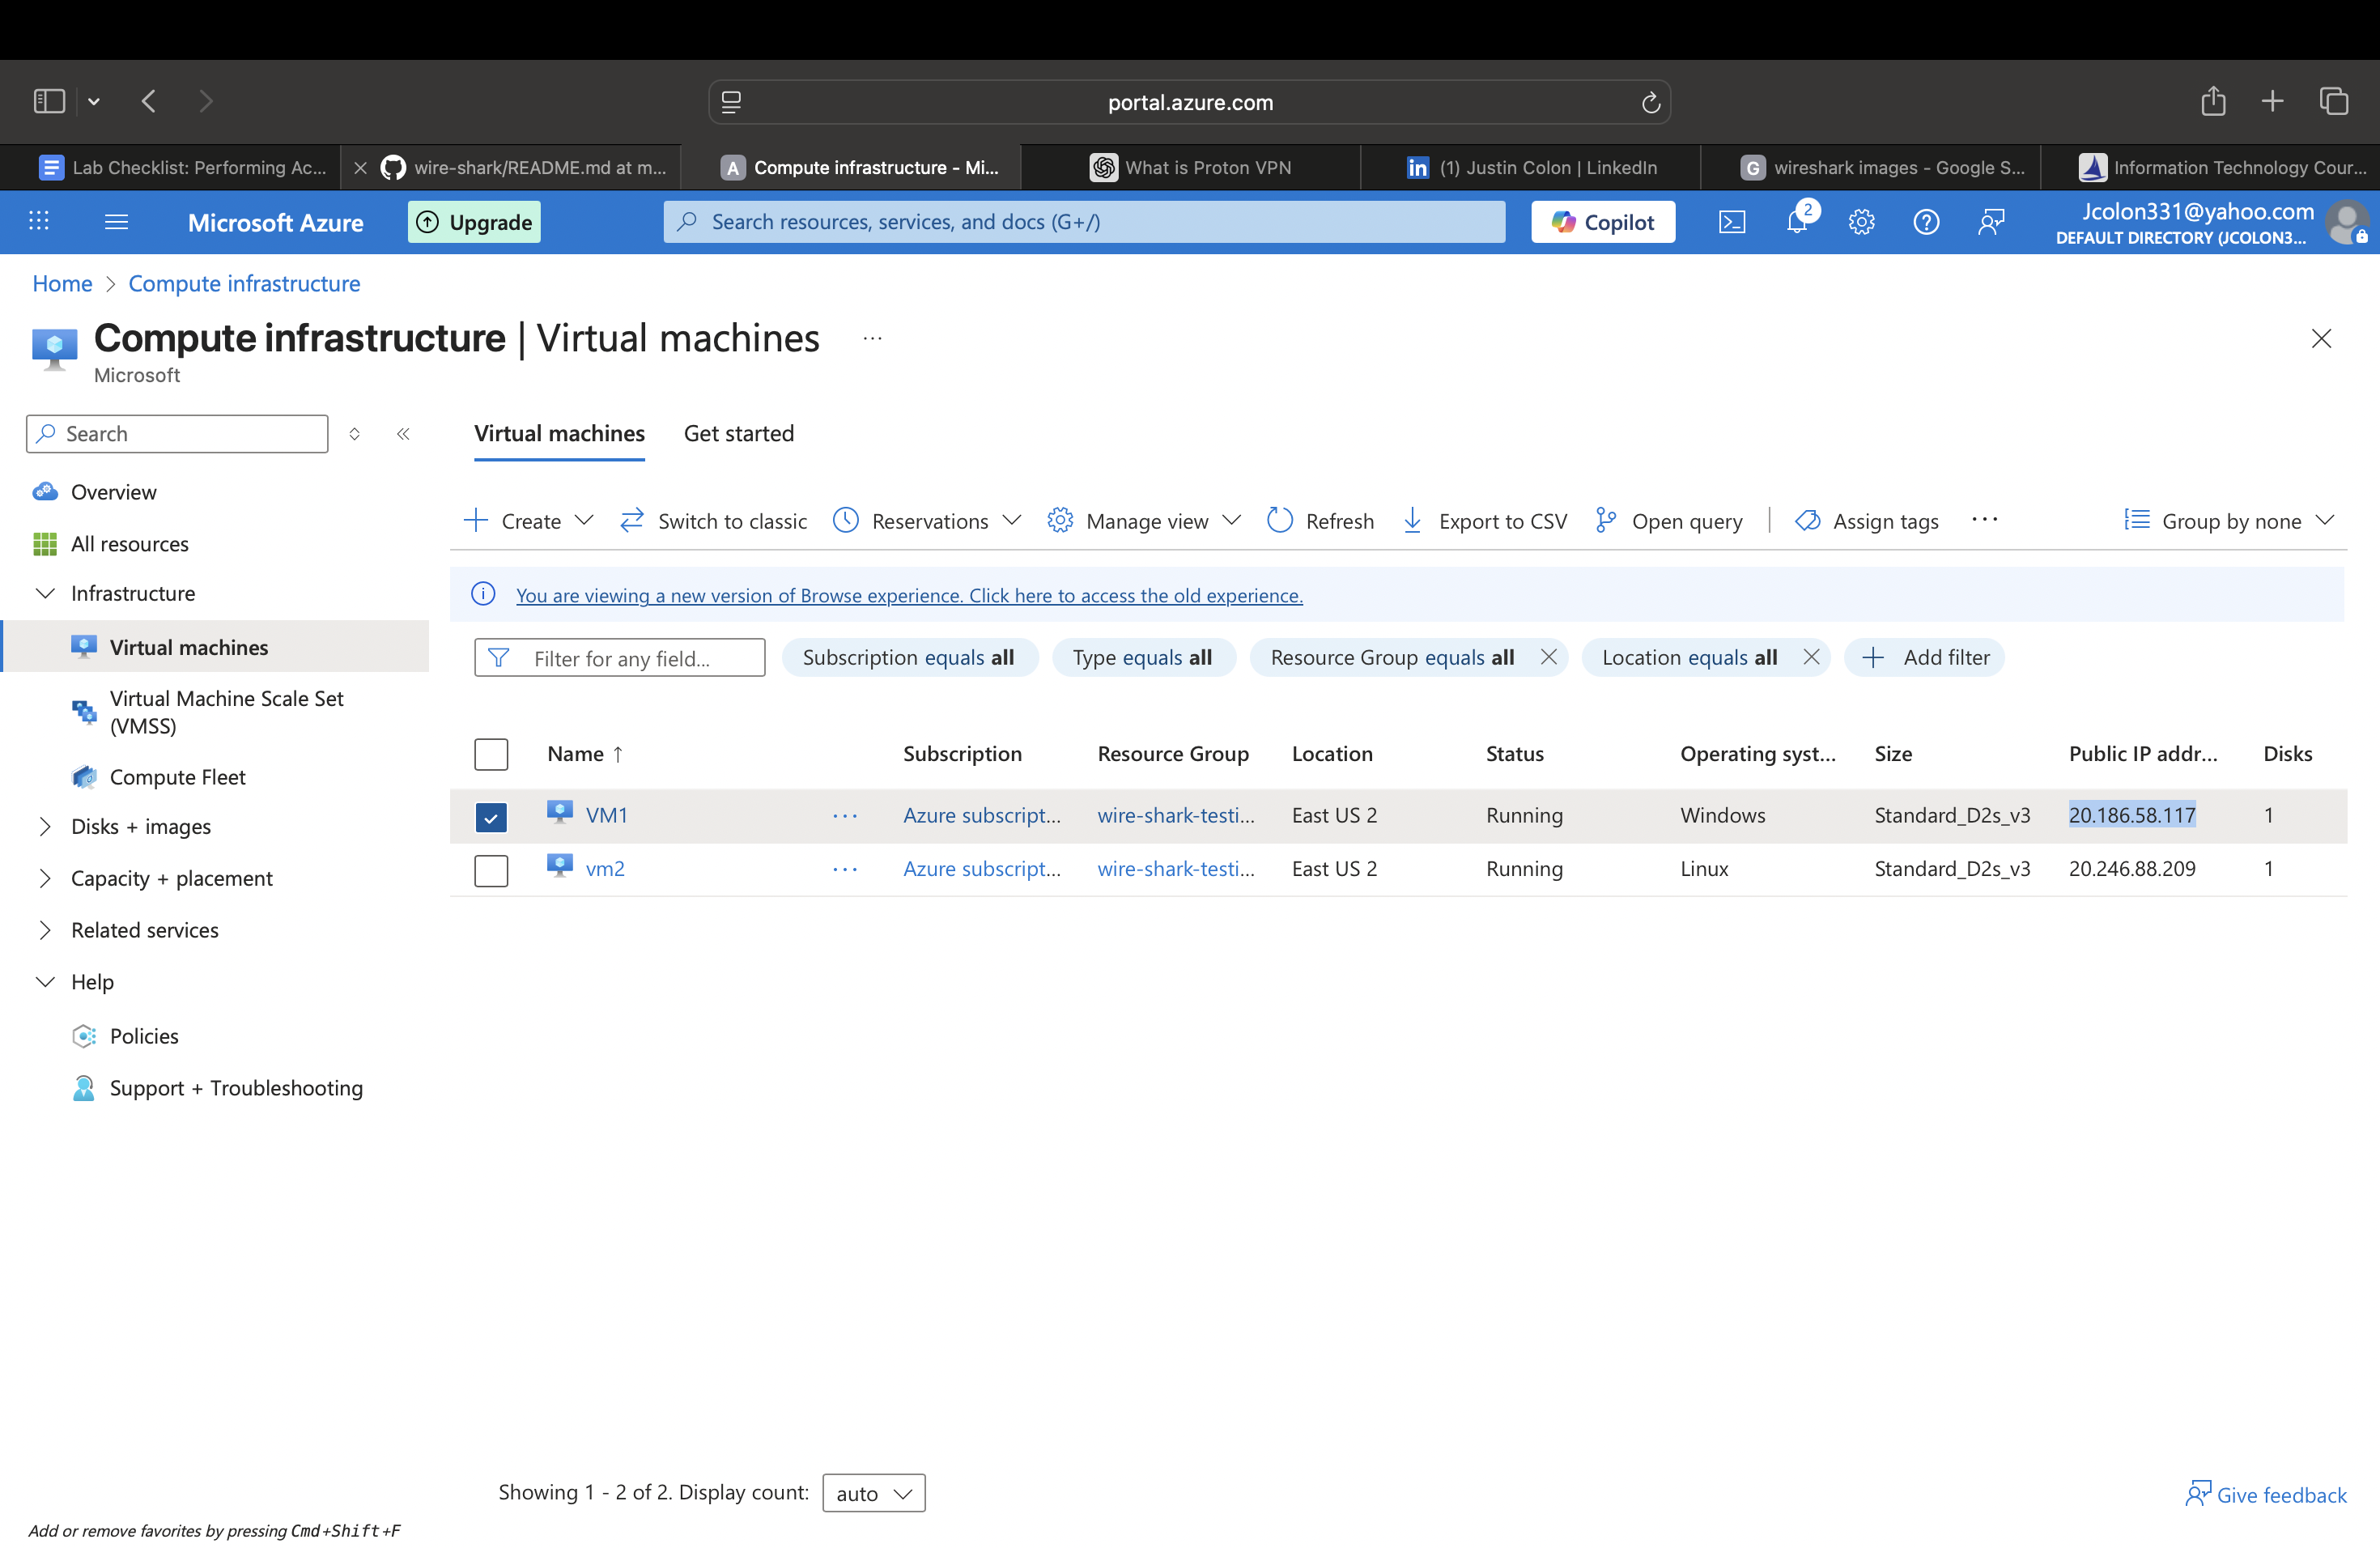 portal.azure.com
Lab Checklist: Performing Ac...
wire-shark/README.md at m...
A Compute infrastructure - Mi...
What is Proton VPN
in (1) Justin Colon | LinkedIn
G wireshark images - Google S...
Information Technology Cour...
Microsoft Azure
Upgrade
Search resources, services, and docs (G+/)
Copilot
2
Jcolon331@yahoo.com
DEFAULT DIRECTORY (JCOLON3...
Home > Compute infrastructure
Compute infrastructure | Virtual machines ...
Microsoft
Search
Overview
All resources
Infrastructure
Virtual machines
Virtual Machine Scale Set
(VMSS)
Compute Fleet
Disks + images
Capacity + placement
Related services
Help
Policies
Support + Troubleshooting
Virtual machines Get started
Create Switch to classic Reservations Manage view Refresh Export to CSV Open query | Assign tags ... Group by none
You are viewing a new version of Browse experience. Click here to access the old experience.
Filter for any field... Subscription equals all Type equals all Resource Group equals all Location equals all Add filter
Name ↑ Subscription Resource Group Location Status Operating syst... Size Public IP addr... Disks
VM1 ... Azure subscript... wire-shark-testi... East US 2 Running Windows Standard_D2s_v3 20.186.58.117 1
vm2 ... Azure subscript... wire-shark-testi... East US 2 Running Linux Standard_D2s_v3 20.246.88.209 1
Showing 1 - 2 of 2. Display count: auto
Give feedback
Add or remove favorites by pressing Cmd+Shift+F